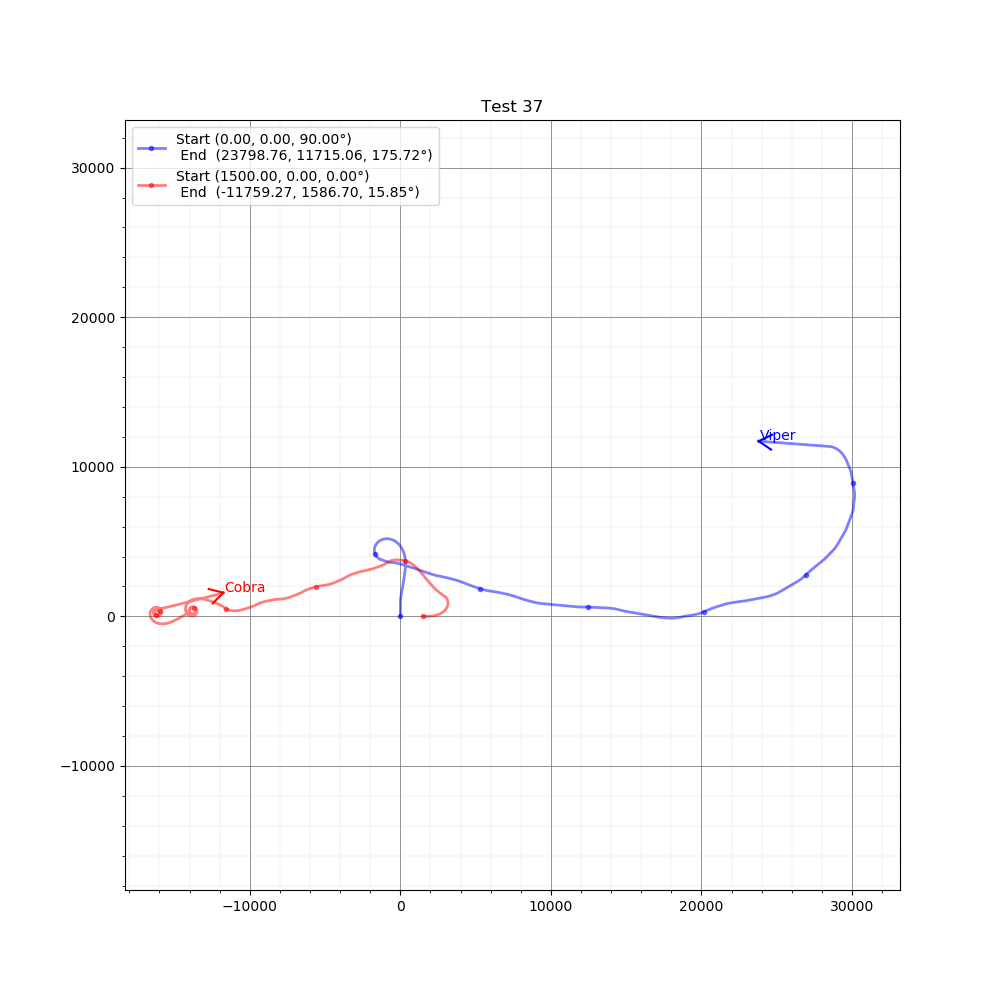 Test 37
Start (0.00, 0.00, 90.00°)
End  (23798.76, 11715.06, 175.72°)
Start (1500.00, 0.00, 0.00°)
End  (-11759.27, 1586.70, 15.85°)
30000
20000
10000
0
−10000
Viper
Cobra
−10000
0
10000
20000
30000